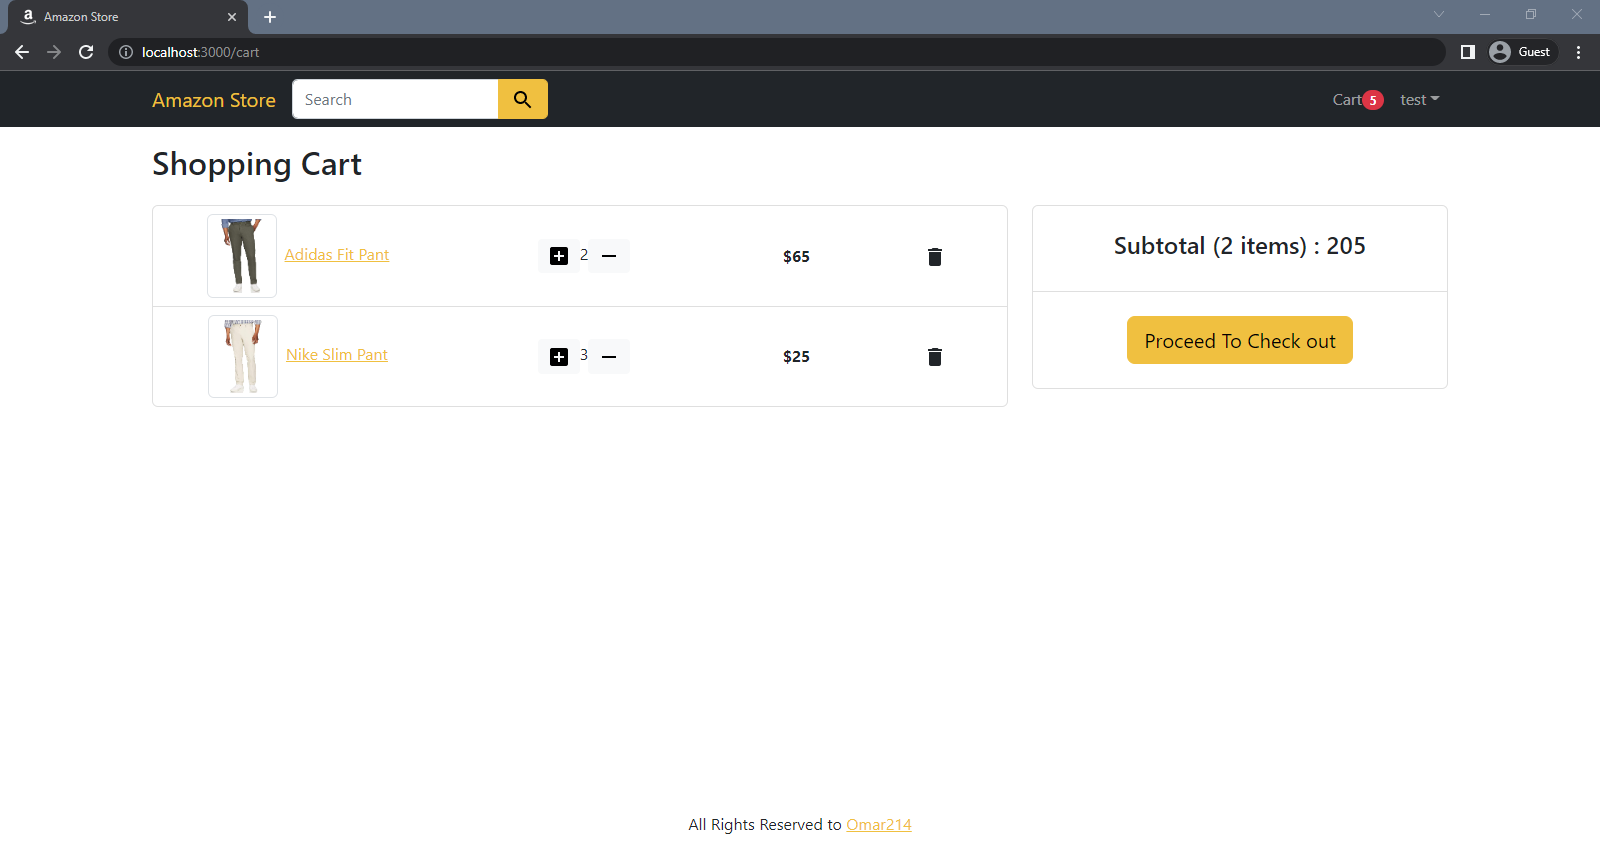 Amazon Store
localhost:3000/cart
Guest
Amazon Store
Search
Cart 5
test
Shopping Cart
Adidas Fit Pant
2
$65
Nike Slim Pant
3
$25
Subtotal (2 items) : 205
Proceed To Check out
All Rights Reserved to Omar214